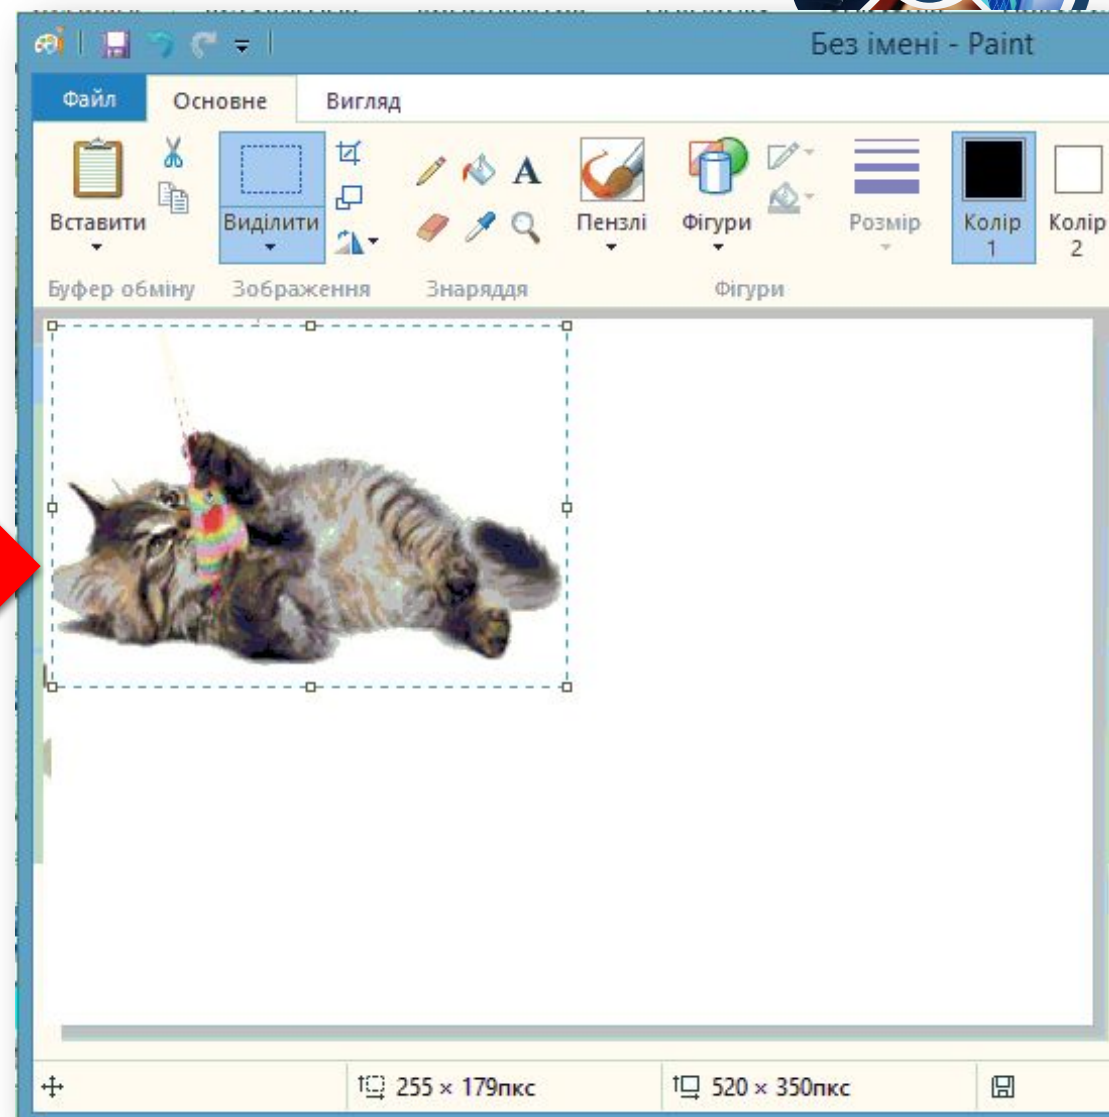 Без імені - Paint
Файл Основне Вигляд
Вставити Виділити A Пензлі Фігури Розмір Колір 1 Колір 2
Буфер обміну Зображення Знаряддя Фігури
255 × 179пкс 520 × 350пкс